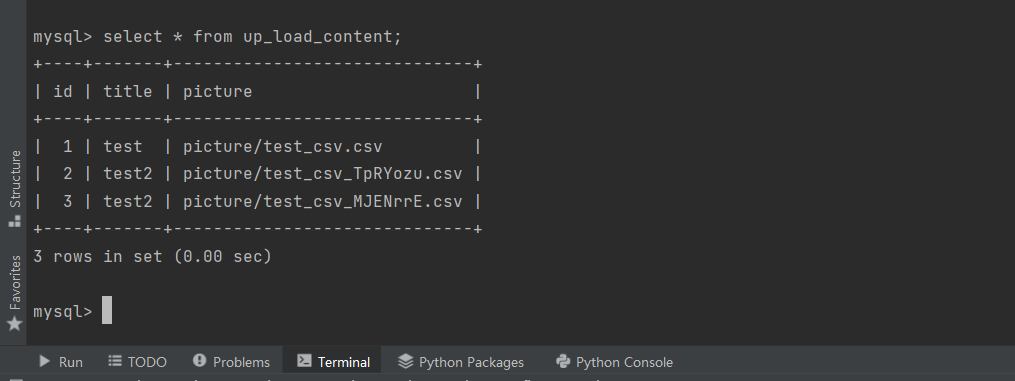 mysql> select * from up_load_content;
+----+-------+------------------------------+
| id | title | picture                      |
+----+-------+------------------------------+
|  1 | test  | picture/test_csv.csv         |
|  2 | test2 | picture/test_csv_TpRYozu.csv |
|  3 | test2 | picture/test_csv_MJENrrE.csv |
+----+-------+------------------------------+
3 rows in set (0.00 sec)
mysql>
Structure
Favorites
Run TODO Problems Terminal Python Packages Python Console